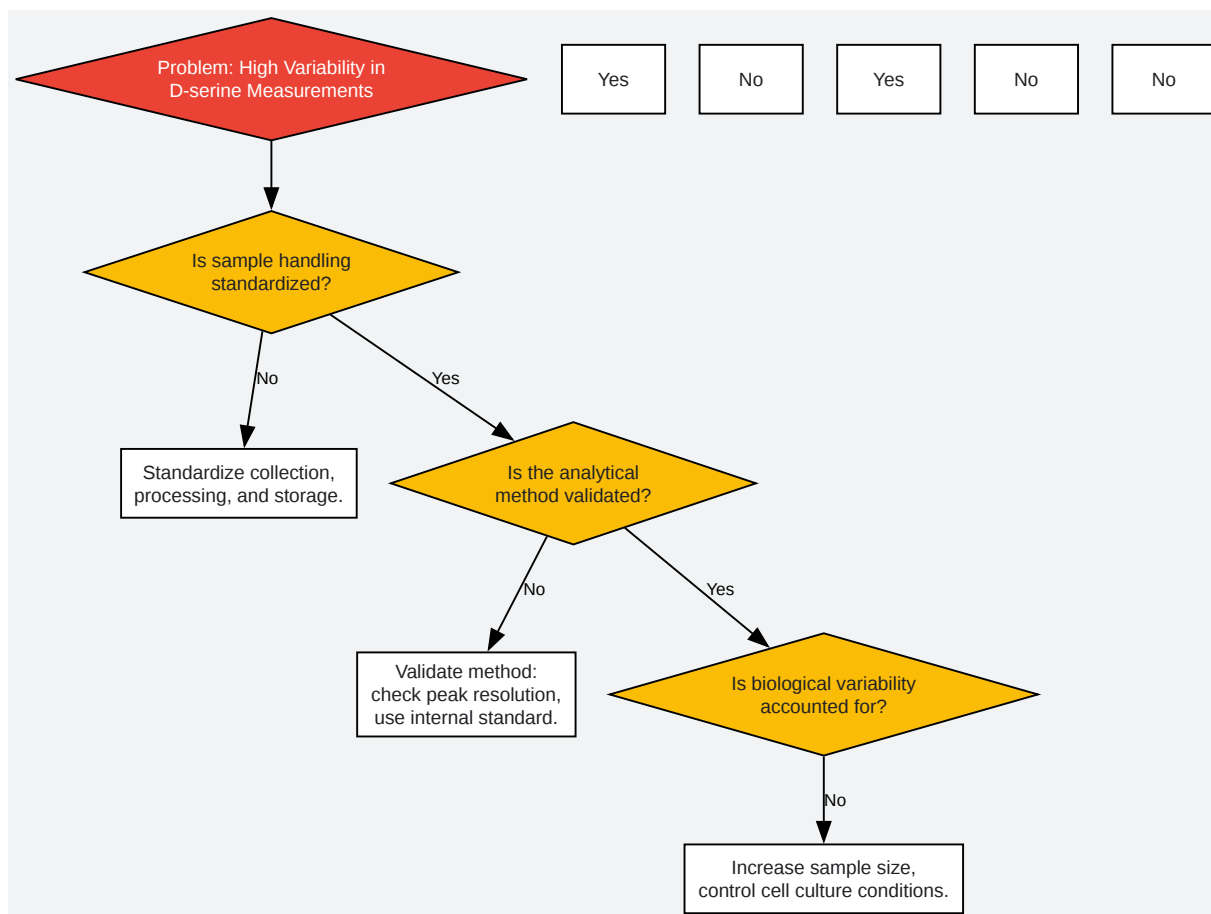 Problem: High Variability in
D-serine Measurements
Yes
No
Yes
No
No
Is sample handling
standardized?
No
Yes
Standardize collection,
processing, and storage.
Is the analytical
method validated?
No
Yes
Validate method:
check peak resolution,
use internal standard.
Is biological variability
accounted for?
No
Increase sample size,
control cell culture conditions.